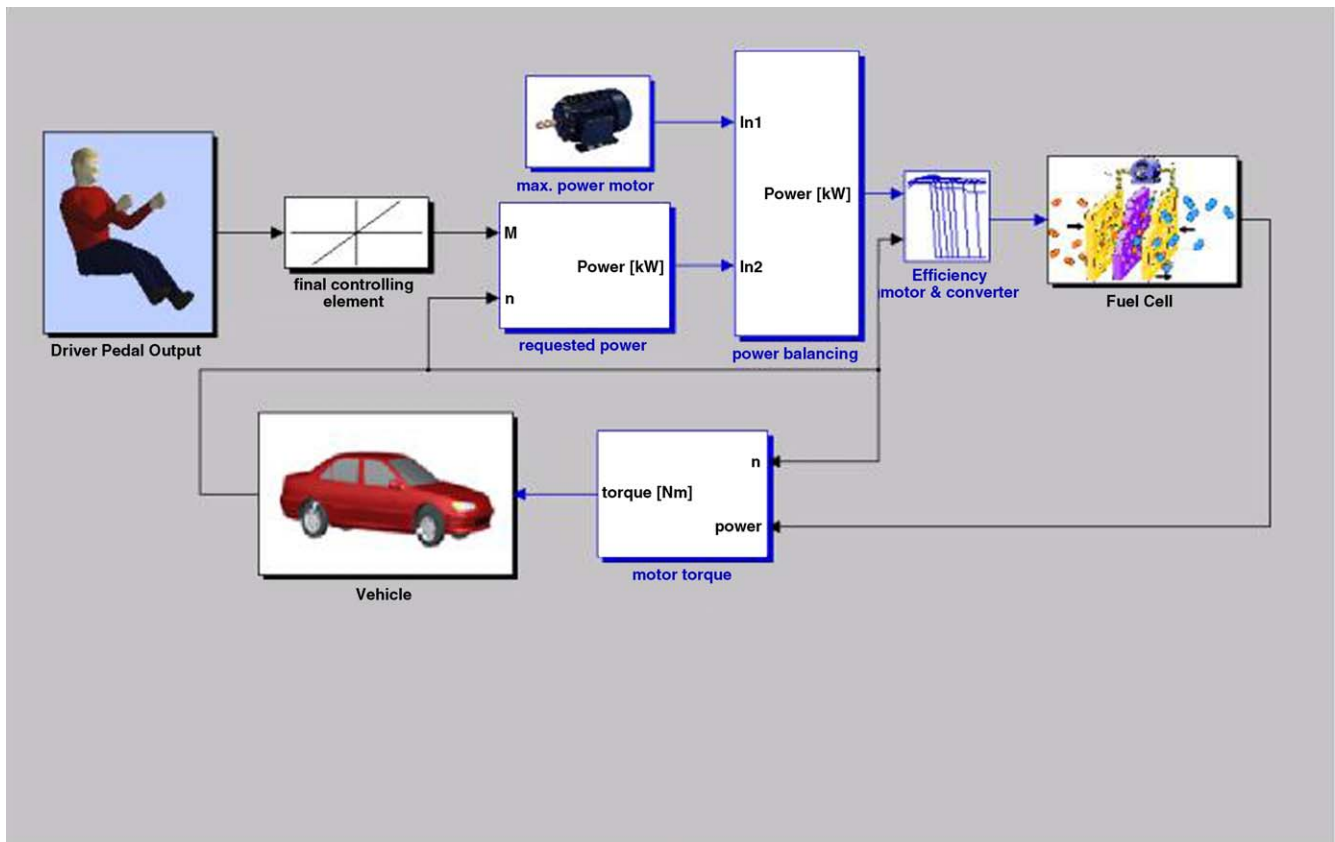 max. power motor
In1
Power [kW]
In2
power balancing
M
Power [kW]
n
requested power
final controlling
element
Driver Pedal Output
Efficiency
motor & converter
Fuel Cell
n
torque [Nm]
power
motor torque
Vehicle